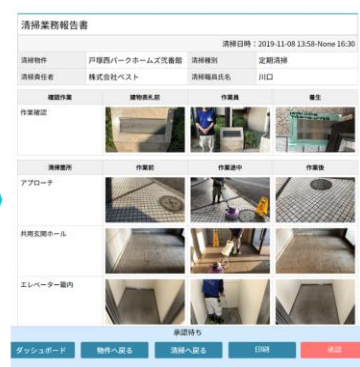 清掃業務報告書
清掃日時：2019-11-08 13:58-None 16:30
清掃物件 戸塚西パークホームズ弐番館 清掃種別 定期清掃
清掃責任者 株式会社ベスト 清掃職員氏名 川口
確認作業 建物表札前 作業員 養生
作業確認
清掃箇所 作業前 作業途中 作業後
アプローチ
共用玄関ホール
エレベーター籠内
承認待ち
ダッシュボード 物件へ戻る 清掃へ戻る 印刷 承認